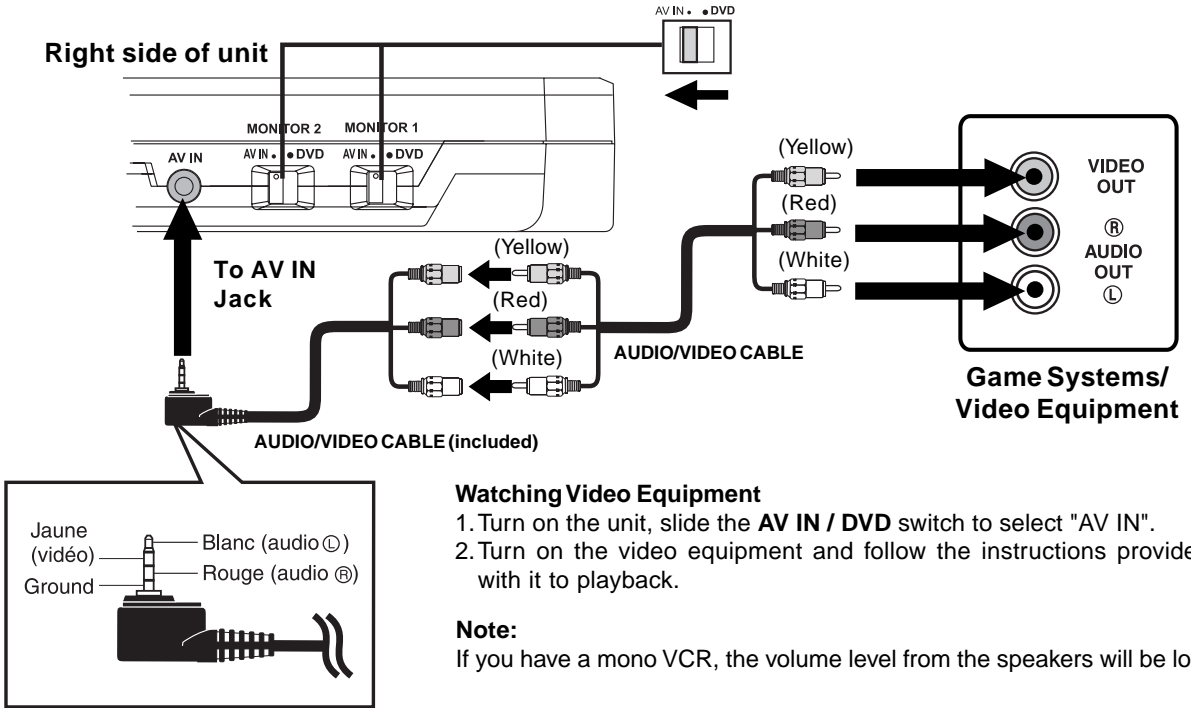 AV IN • • DVD
Right side of unit
MONITOR 2 MONITOR 1
AV IN • • DVD AV IN • • DVD
AV IN
(Yellow)
(Red)
(White)
VIDEO
OUT
Ⓡ
AUDIO
OUT
Ⓛ
To AV IN
Jack
(Yellow)
(Red)
(White)
AUDIO/VIDEO CABLE
Game Systems/
Video Equipment
AUDIO/VIDEO CABLE (included)
Jaune
(vidéo)
Ground
Blanc (audio Ⓛ)
Rouge (audio Ⓡ)
Watching Video Equipment
1. Turn on the unit, slide the AV IN / DVD switch to select "AV IN".
2. Turn on the video equipment and follow the instructions provide
with it to playback.
Note:
If you have a mono VCR, the volume level from the speakers will be lo